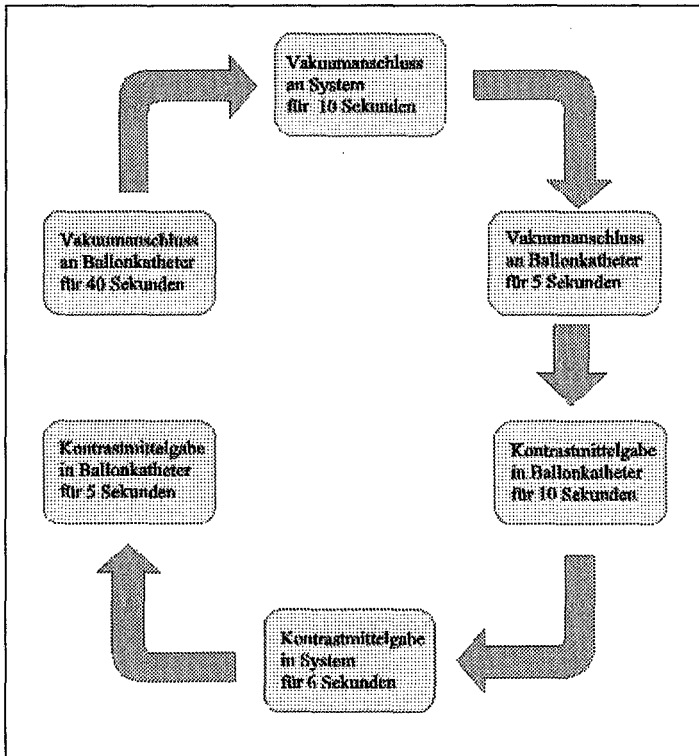 Vakuumanschluss
an System
für 10 Sekunden
Vakuumanschluss
an Ballonkatheter
für 5 Sekunden
Kontrastmittelgabe
in Ballonkatheter
für 10 Sekunden
Kontrastmittelgabe
in System
für 6 Sekunden
Kontrastmittelgabe
in Ballonkatheter
für 5 Sekunden
Vakuumanschluss
an Ballonkatheter
für 40 Sekunden